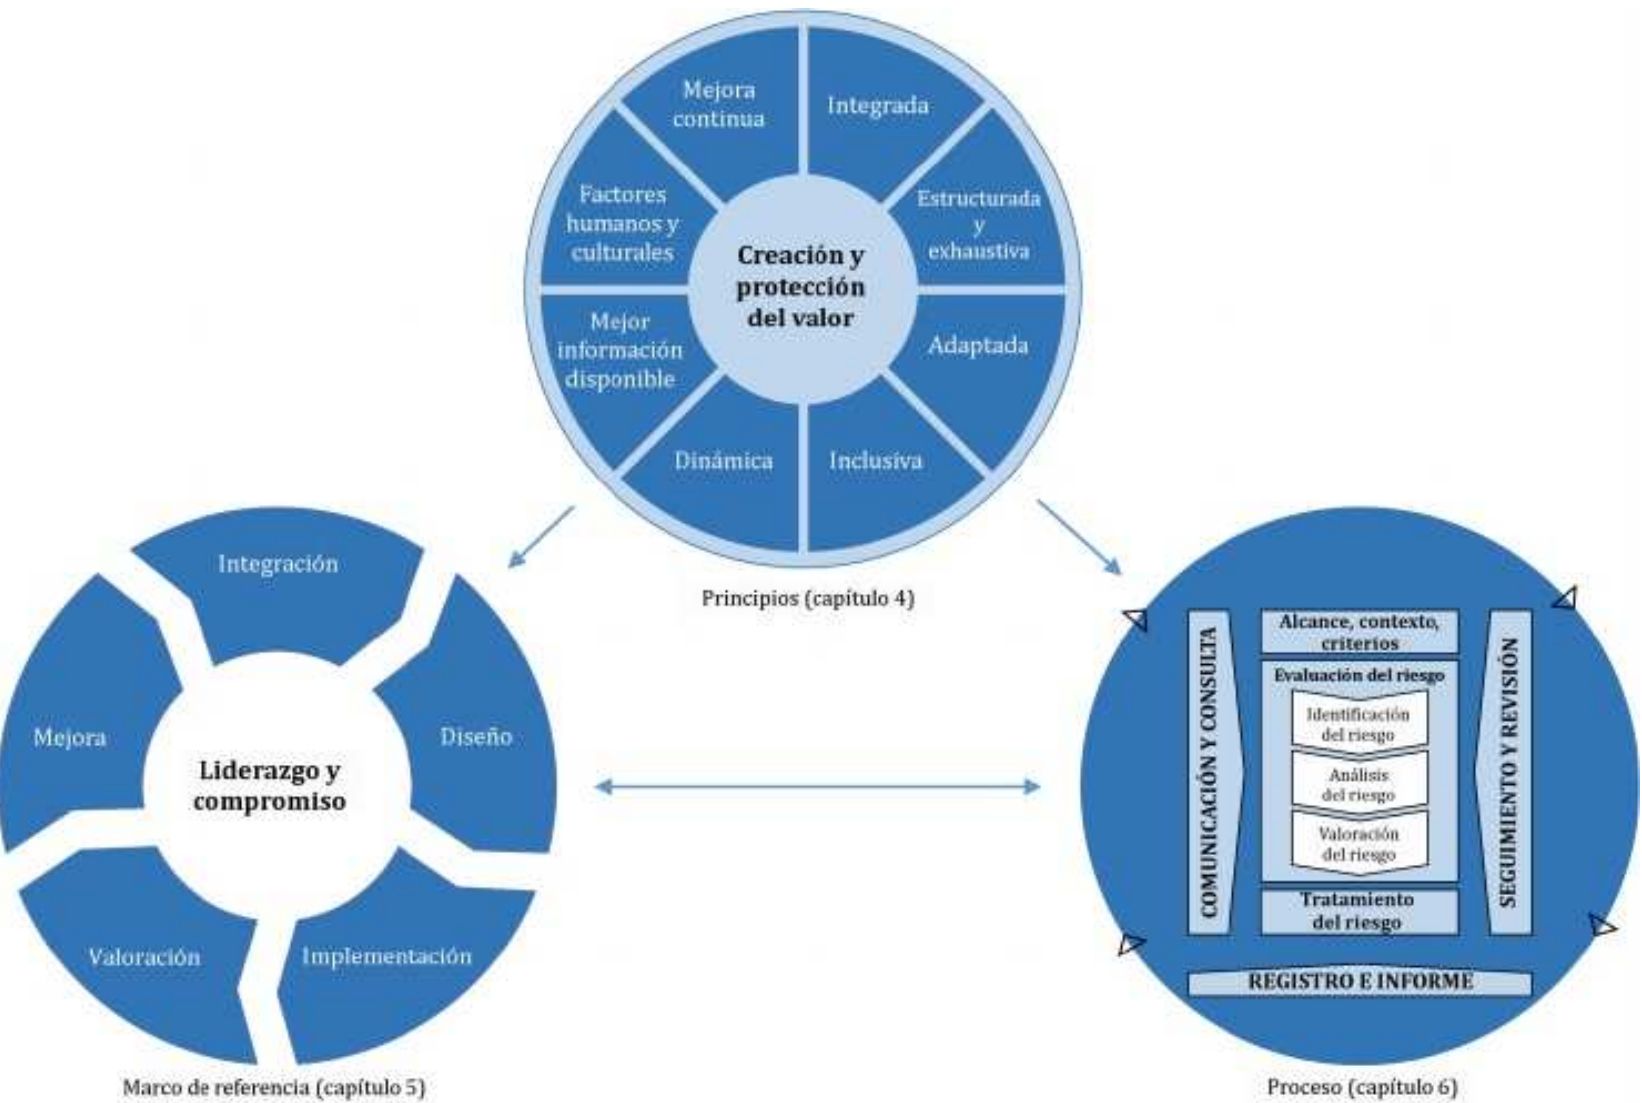 Mejora
continua
Integrada
Factores
humanos y
culturales
Estructurada
y
exhaustiva
Creación y
protección
del valor
Mejor
información
disponible
Adaptada
Dinámica
Inclusiva
Principios (capítulo 4)
Integración
Mejora
Diseño
Liderazgo y
compromiso
Valoración
Implementación
Marco de referencia (capítulo 5)
COMUNICACIÓN Y CONSULTA
Alcance, contexto,
criterios
Evaluación del riesgo
Identificación
del riesgo
Análisis
del riesgo
Valoración
del riesgo
Tratamiento
del riesgo
SEGUIMIENTO Y REVISIÓN
REGISTRO E INFORME
Proceso (capítulo 6)